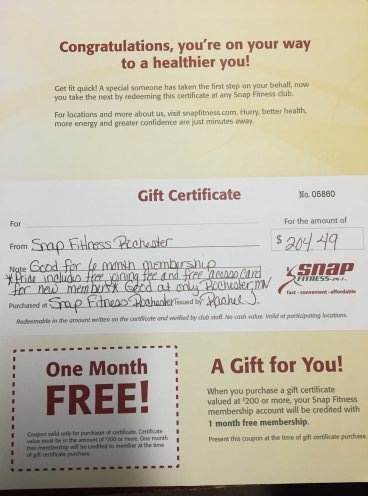 Congratulations, you're on your way
to a healthier you!
Get fit quick! A special someone has taken the first step on your behalf, now
you take the next by redeeming this certificate at any Snap Fitness club.
For locations and more about us, visit snapfitness.com. Hurry, better health,
more energy and greater confidence are just minutes away.
Gift Certificate
No. 05860
For
For the amount of
From Snap Fitness Rochester
$ 204.49
Note Good for 6 month membership
*Price includes free joining fee and free access card
for new members* Good at only Rochester, MN
SNAP
FITNESS 24-7
fast - convenient - affordable
Purchased at Snap Fitness Rochester Issued by Rachel J.
Redeemable in the amount written on the certificate and verified by club staff. No cash value. Valid at participating locations.
One Month
FREE!
Coupon valid only for purchaser of certificate. Certificate
value must be in the amount of $200 or more. One month
free membership will be credited to member at the time
of gift certificate purchase.
A Gift for You!
When you purchase a gift certificate
valued at $200 or more, your Snap Fitness
membership account will be credited with
1 month free membership.
Present this coupon at the time of gift certificate purchase.